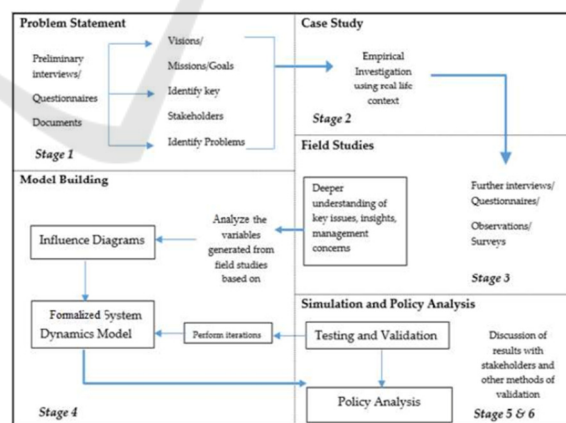 Problem Statement
Preliminary
interviews/
Questionnaires
Documents
Visions/
Missions/Goals
Identify key
Stakeholders
Identify Problems
Stage 1
Case Study
Empirical
Investigation
using real life
context
Stage 2
Field Studies
Deeper
understanding of
key issues, insights,
management
concerns
Further interviews/
Questionnaires/
Observations/
Surveys
Stage 3
Model Building
Influence Diagrams
Analyze the
variables
generated from
field studies
based on
Formalized System
Dynamics Model
Perform iterations
Stage 4
Simulation and Policy Analysis
Testing and Validation
Policy Analysis
Discussion of
results with
stakeholders and
other methods of
validation
Stage 5 & 6